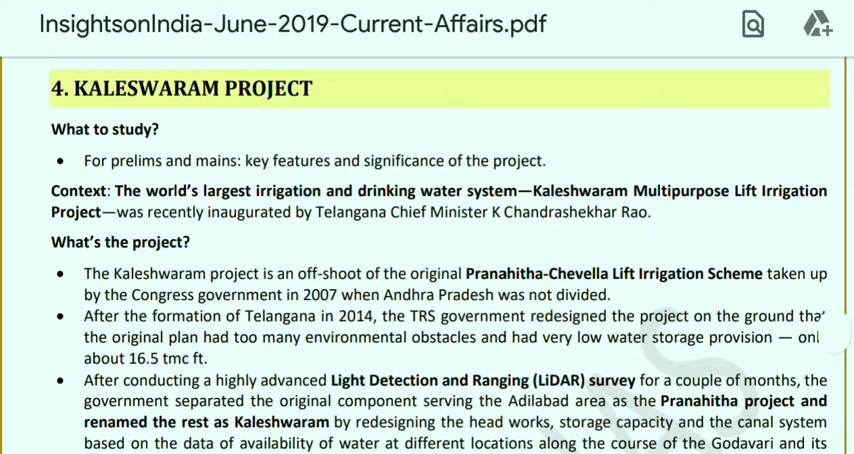 InsightsonIndia-June-2019-Current-Affairs.pdf
4. KALESWARAM PROJECT
What to study?
• For prelims and mains: key features and significance of the project.
Context: The world's largest irrigation and drinking water system—Kaleshwaram Multipurpose Lift Irrigation
Project—was recently inaugurated by Telangana Chief Minister K Chandrashekhar Rao.
What's the project?
• The Kaleshwaram project is an off-shoot of the original Pranahitha-Chevella Lift Irrigation Scheme taken up
by the Congress government in 2007 when Andhra Pradesh was not divided.
• After the formation of Telangana in 2014, the TRS government redesigned the project on the ground
the original plan had too many environmental obstacles and had very low water storage provision —
about 16.5 tmc ft.
• After conducting a highly advanced Light Detection and Ranging (LiDAR) survey for a couple of months, the
government separated the original component serving the Adilabad area as the Pranahitha project and
renamed the rest as Kaleshwaram by redesigning the head works, storage capacity and the canal system
based on the data of availability of water at different locations along the course of the Godavari and its